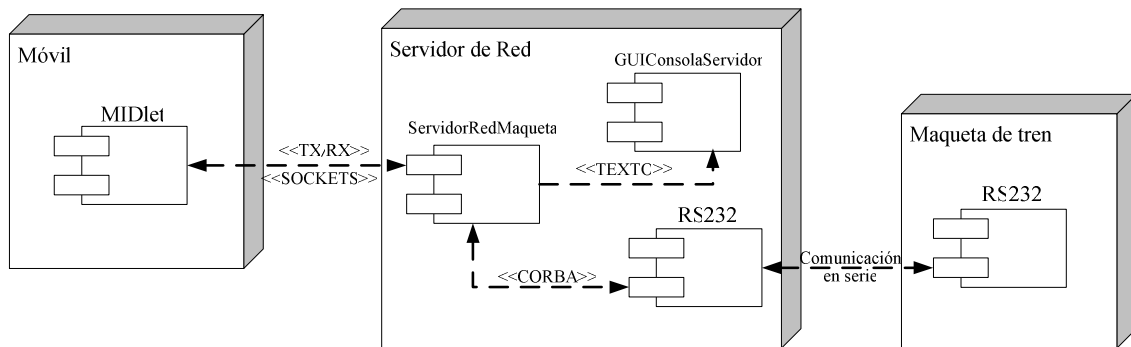 Móvil
MIDlet
<<TX/RX>>
<<SOCKETS>>
Servidor de Red
GUIConsolaServidor
ServidorRedMaqueta
<<TEXTO>>
RS232
<<CORBA>>
Comunicación
en serie
Maqueta de tren
RS232